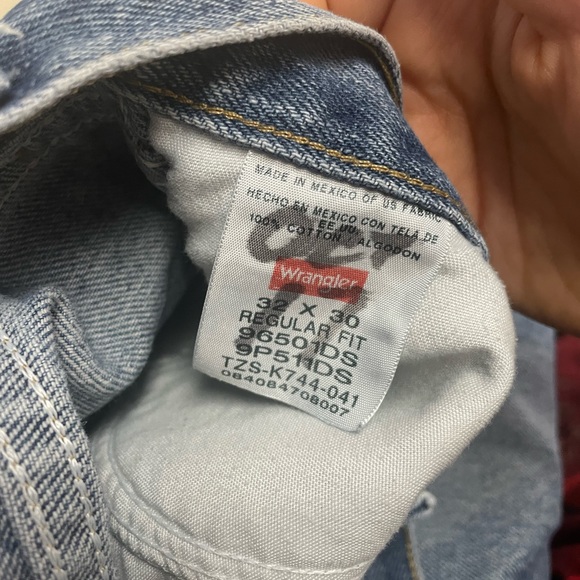 MADE IN MEXICO OF US FABRIC
HECHO EN MEXICO CON TELA DE
EE UU.
100% COTTON / ALGODON
Wrangler
32 X 30
REGULAR FIT
96501DS
9P511DS
TZS-K744-041
084084708007